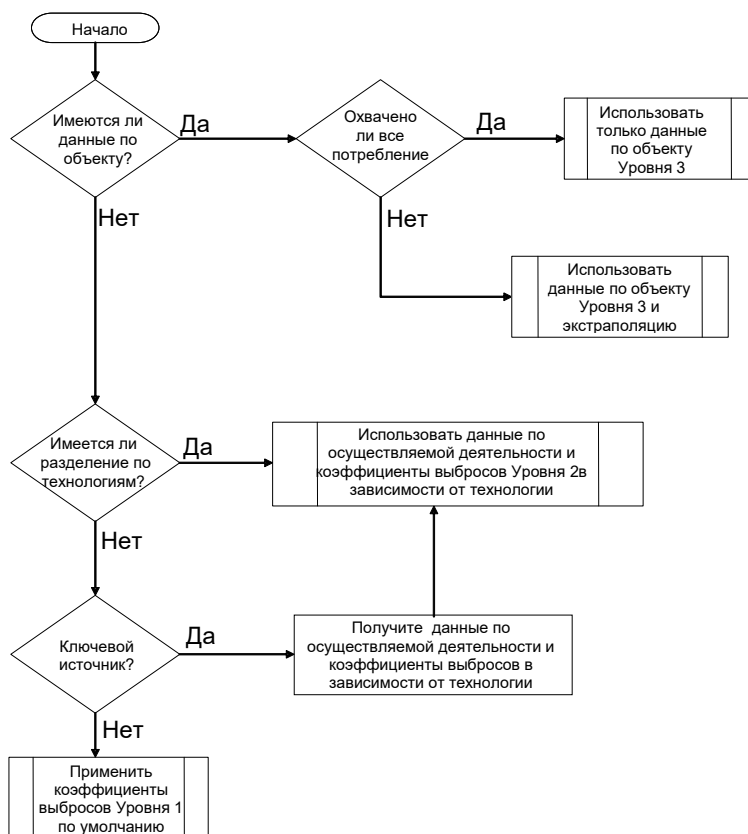 Начало
Имеются ли
данные по
объекту?
Да
Охвачено
ли все
потребление
Да
Использовать
только данные
по объекту
Уровня 3
Нет
Нет
Использовать
данные по объекту
Уровня 3 и
экстраполяцию
Имеется ли
разделение по
технологиям?
Да
Использовать данные по
осуществляемой деятельности и
коэффициенты выбросов Уровня 2в
зависимости от технологии
Нет
Ключевой
источник?
Да
Получите данные по
осуществляемой деятельности и
коэффициенты выбросов в
зависимости от технологии
Нет
Применить
коэффициенты
выбросов Уровня 1
по умолчанию